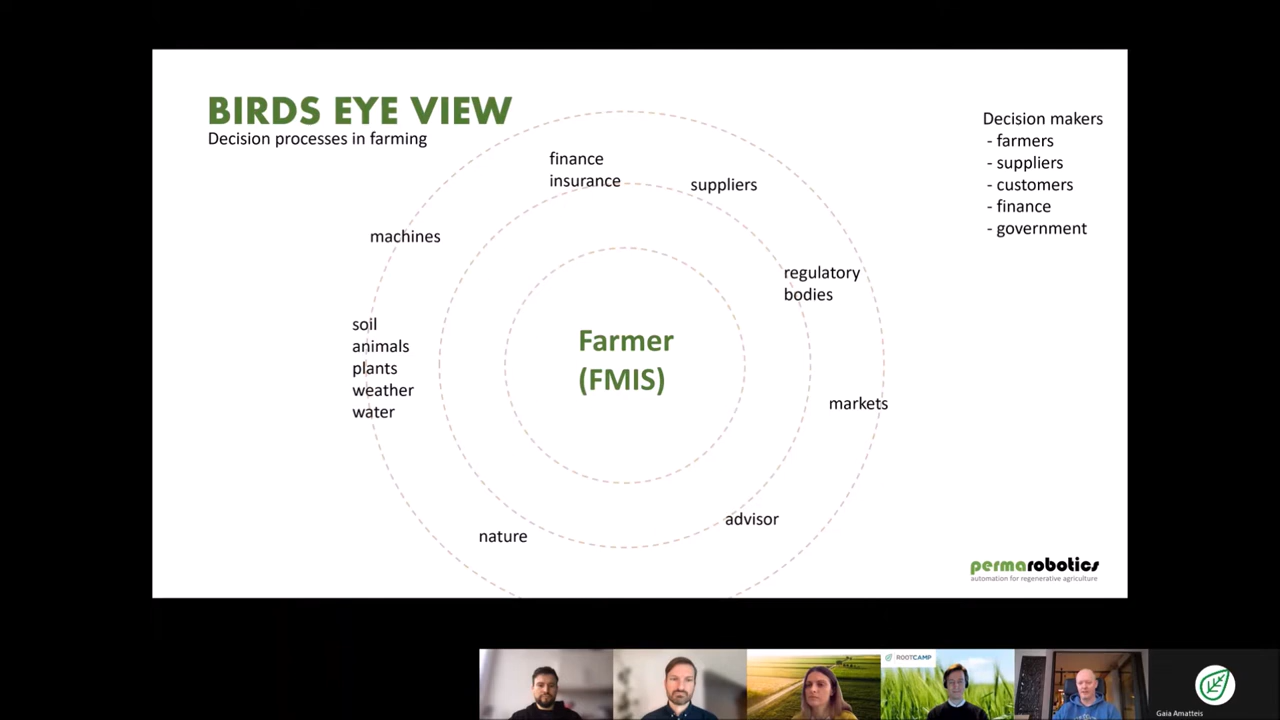 BIRDS EYE VIEW
Decision processes in farming
Decision makers
- farmers
- suppliers
- customers
- finance
- government
finance
insurance
suppliers
machines
regulatory
bodies
soil
animals
plants
weather
water
Farmer
(FMIS)
markets
advisor
nature
permarobotics
automation for regenerative agriculture
ROOTCAMP
Gaia Amatteis